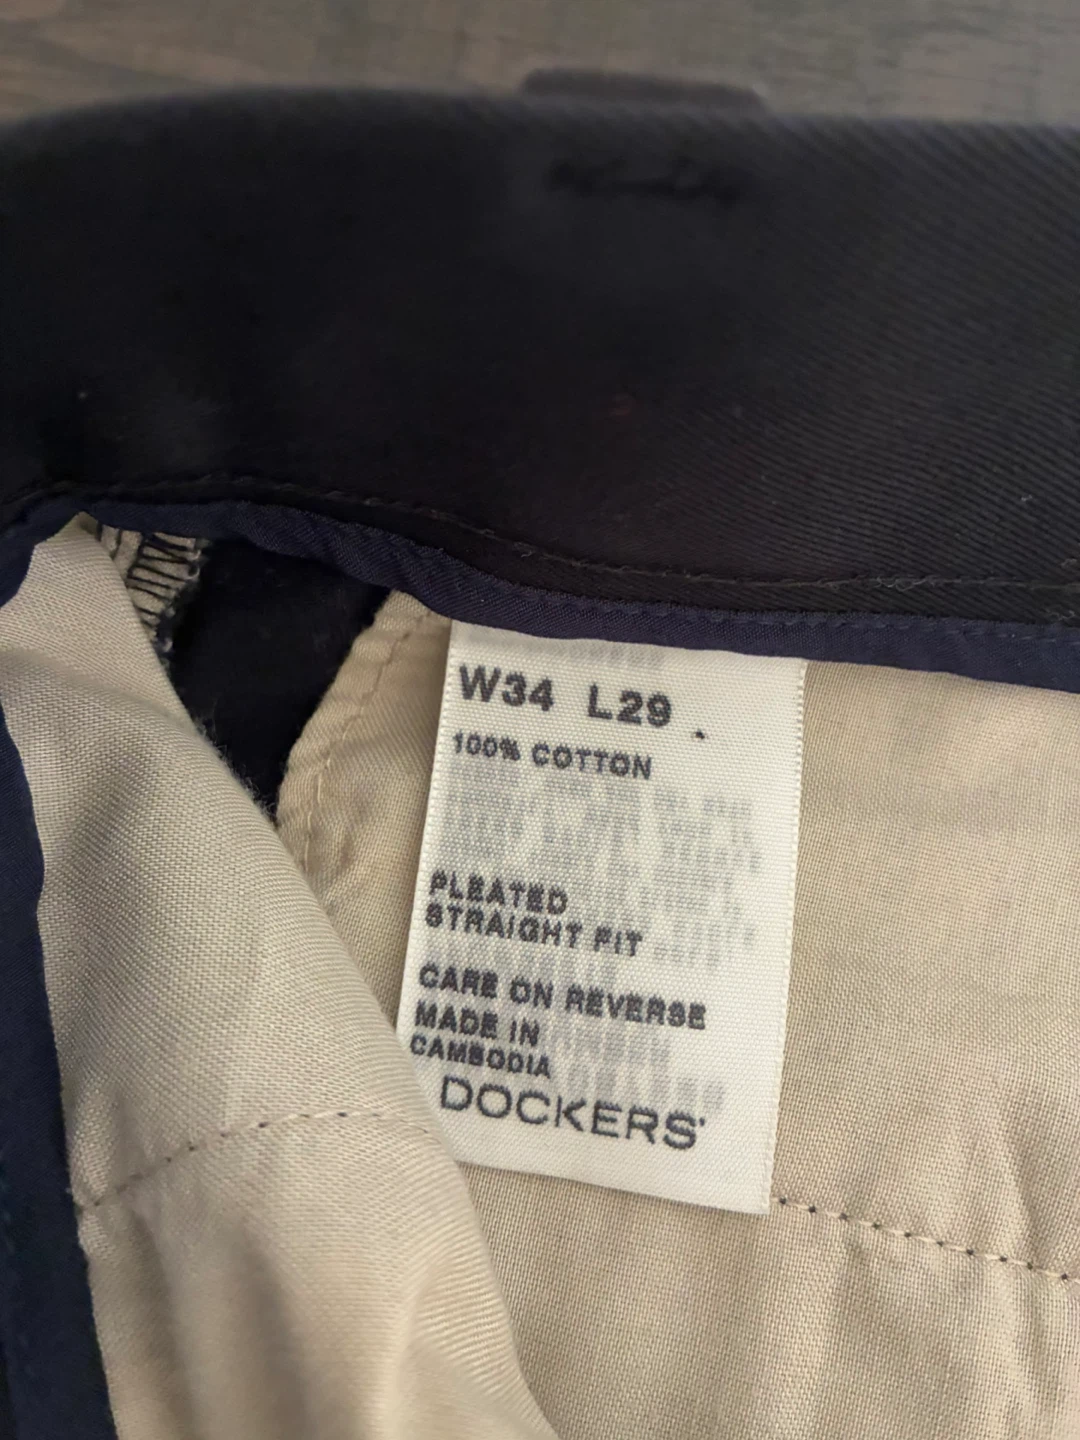 W34 L29
100% COTTON
PLEATED
STRAIGHT FIT
CARE ON REVERSE
MADE IN
CAMBODIA
DOCKERS®